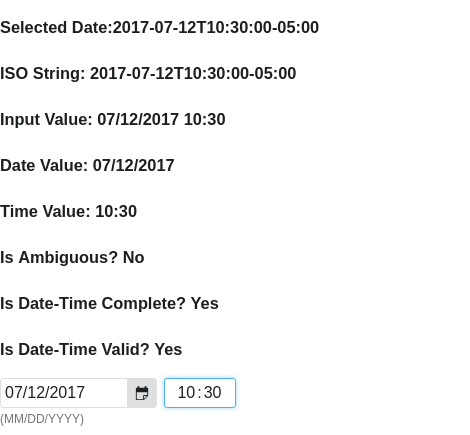 Selected Date:2017-07-12T10:30:00-05:00
ISO String: 2017-07-12T10:30:00-05:00
Input Value: 07/12/2017 10:30
Date Value: 07/12/2017
Time Value: 10:30
Is Ambiguous? No
Is Date-Time Complete? Yes
Is Date-Time Valid? Yes
07/12/2017 10:30
(MM/DD/YYYY)